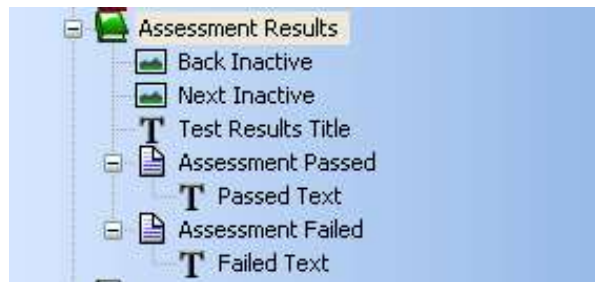 Assessment Results
Back Inactive
Next Inactive
Test Results Title
Assessment Passed
Passed Text
Assessment Failed
Failed Text